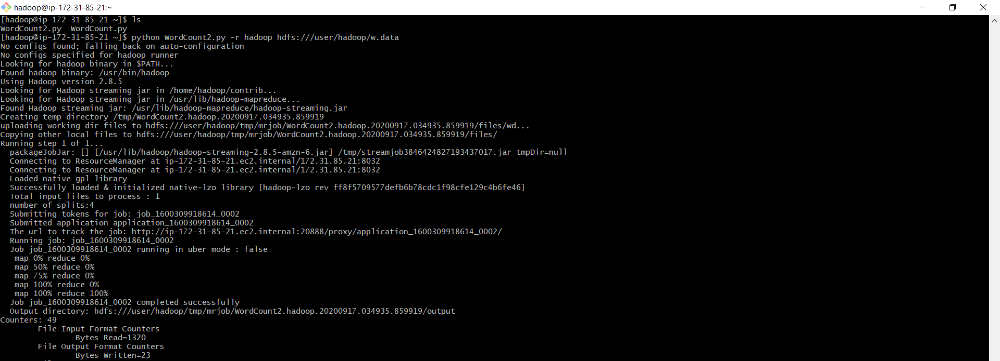 hadoop@ip-172-31-85-21:~
[hadoop@ip-172-31-85-21 ~]$ ls
WordCount2.py  WordCount.py
[hadoop@ip-172-31-85-21 ~]$ python WordCount2.py -r hadoop hdfs:///user/hadoop/w.data
No configs found; falling back on auto-configuration
No configs specified for hadoop runner
Looking for hadoop binary in $PATH...
Found hadoop binary: /usr/bin/hadoop
Using Hadoop version 2.8.5
Looking for Hadoop streaming jar in /home/hadoop/contrib...
Looking for Hadoop streaming jar in /usr/lib/hadoop-mapreduce...
Found Hadoop streaming jar: /usr/lib/hadoop-mapreduce/hadoop-streaming.jar
Creating temp directory /tmp/WordCount2.hadoop.20200917.034935.859919
uploading working dir files to hdfs:///user/hadoop/tmp/mrjob/WordCount2.hadoop.20200917.034935.859919/files/wd...
Copying other local files to hdfs:///user/hadoop/tmp/mrjob/WordCount2.hadoop.20200917.034935.859919/files/
Running step 1 of 1...
  packageJobJar: [] [/usr/lib/hadoop/hadoop-streaming-2.8.5-amzn-6.jar] /tmp/streamjob3846424827193437017.jar tmpDir=null
  Connecting to ResourceManager at ip-172-31-85-21.ec2.internal/172.31.85.21:8032
  Connecting to ResourceManager at ip-172-31-85-21.ec2.internal/172.31.85.21:8032
  Loaded native gpl library
  Successfully loaded & initialized native-lzo library [hadoop-lzo rev ff8f5709577defb6b78cdc1f98cfe129c4b6fe46]
  Total input files to process : 1
  number of splits:4
  Submitting tokens for job: job_1600309918614_0002
  Submitted application application_1600309918614_0002
  The url to track the job: http://ip-172-31-85-21.ec2.internal:20888/proxy/application_1600309918614_0002/
  Running job: job_1600309918614_0002
  Job job_1600309918614_0002 running in uber mode : false
   map 0% reduce 0%
   map 50% reduce 0%
   map 75% reduce 0%
   map 100% reduce 0%
   map 100% reduce 100%
  Job job_1600309918614_0002 completed successfully
  Output directory: hdfs:///user/hadoop/tmp/mrjob/WordCount2.hadoop.20200917.034935.859919/output
Counters: 49
        File Input Format Counters
                Bytes Read=1320
        File Output Format Counters
                Bytes Written=23